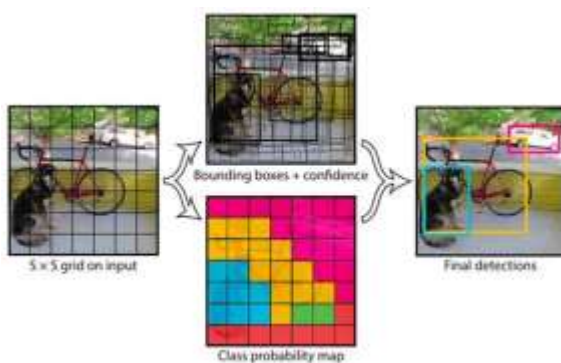 S × S grid on input
Bounding boxes + confidence
Class probability map
Final detections